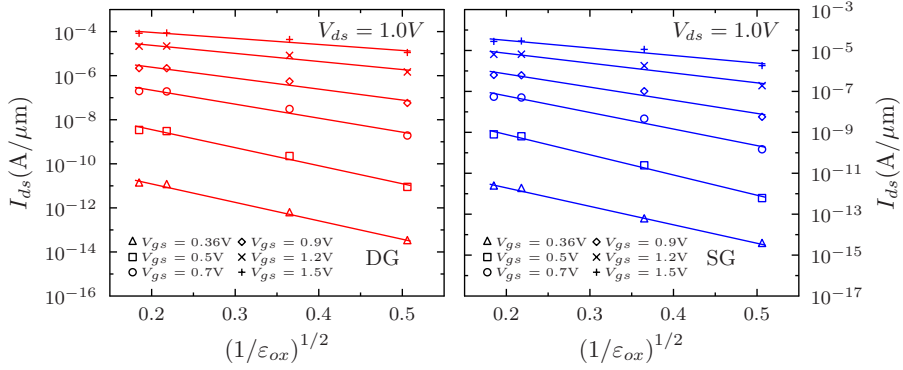 V_ds = 1.0V
V_ds = 1.0V
I_ds(A/μm)
10^−4
10^−6
10^−8
10^−10
10^−12
10^−14
10^−16
V_gs = 0.36V
V_gs = 0.5V
V_gs = 0.7V
V_gs = 0.9V
V_gs = 1.2V
V_gs = 1.5V
DG
0.2 0.3 0.4 0.5
(1/ε_ox)^1/2
V_gs = 0.36V
V_gs = 0.5V
V_gs = 0.7V
V_gs = 0.9V
V_gs = 1.2V
V_gs = 1.5V
SG
0.2 0.3 0.4 0.5
(1/ε_ox)^1/2
10^−3
10^−5
10^−7
10^−9
10^−11
10^−13
10^−15
10^−17
I_ds(A/μm)